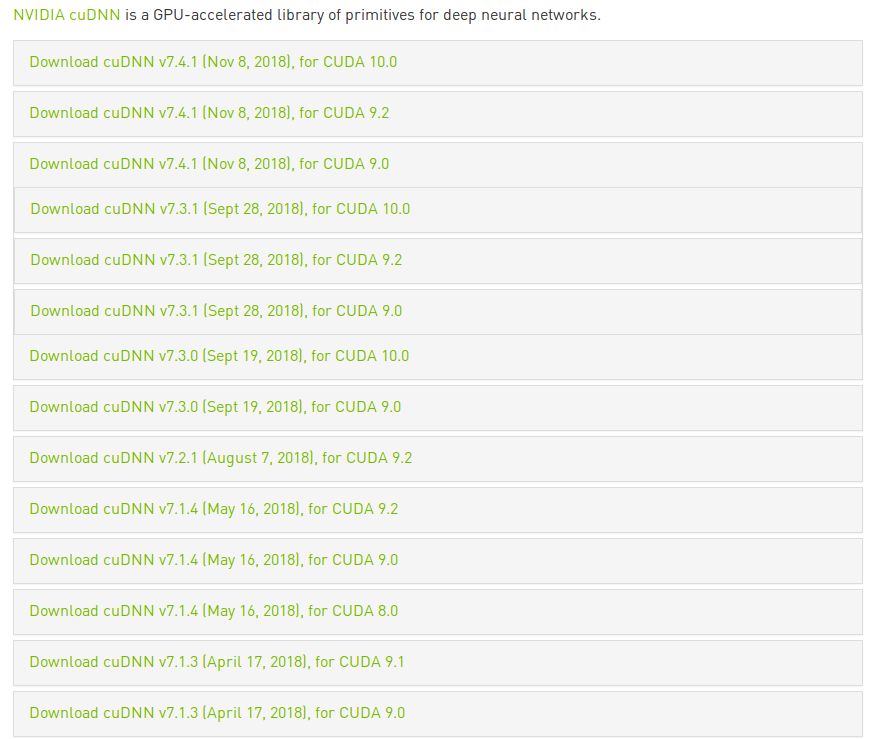 NVIDIA cuDNN is a GPU-accelerated library of primitives for deep neural networks.
Download cuDNN v7.4.1 (Nov 8, 2018), for CUDA 10.0
Download cuDNN v7.4.1 (Nov 8, 2018), for CUDA 9.2
Download cuDNN v7.4.1 (Nov 8, 2018), for CUDA 9.0
Download cuDNN v7.3.1 (Sept 28, 2018), for CUDA 10.0
Download cuDNN v7.3.1 (Sept 28, 2018), for CUDA 9.2
Download cuDNN v7.3.1 (Sept 28, 2018), for CUDA 9.0
Download cuDNN v7.3.0 (Sept 19, 2018), for CUDA 10.0
Download cuDNN v7.3.0 (Sept 19, 2018), for CUDA 9.0
Download cuDNN v7.2.1 (August 7, 2018), for CUDA 9.2
Download cuDNN v7.1.4 (May 16, 2018), for CUDA 9.2
Download cuDNN v7.1.4 (May 16, 2018), for CUDA 9.0
Download cuDNN v7.1.4 (May 16, 2018), for CUDA 8.0
Download cuDNN v7.1.3 (April 17, 2018), for CUDA 9.1
Download cuDNN v7.1.3 (April 17, 2018), for CUDA 9.0